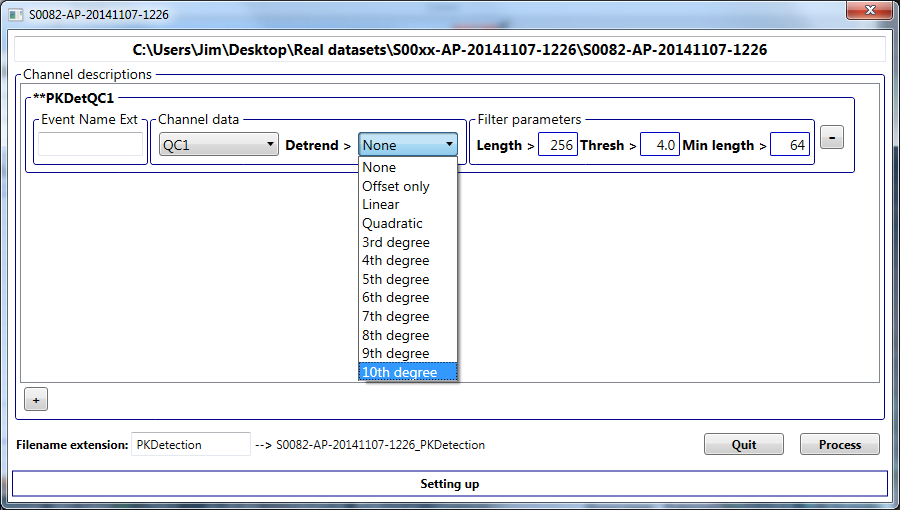 S0082-AP-20141107-1226
C:\Users\Jim\Desktop\Real datasets\S00xx-AP-20141107-1226\S0082-AP-20141107-1226
Channel descriptions
**PKDetQC1
Event Name Ext Channel data Filter parameters
QC1 Detrend > None Length > 256 Thresh > 4.0 Min length > 64 -
None
Offset only
Linear
Quadratic
3rd degree
4th degree
5th degree
6th degree
7th degree
8th degree
9th degree
10th degree
+
Filename extension: PKDetection --> S0082-AP-20141107-1226_PKDetection Quit Process
Setting up